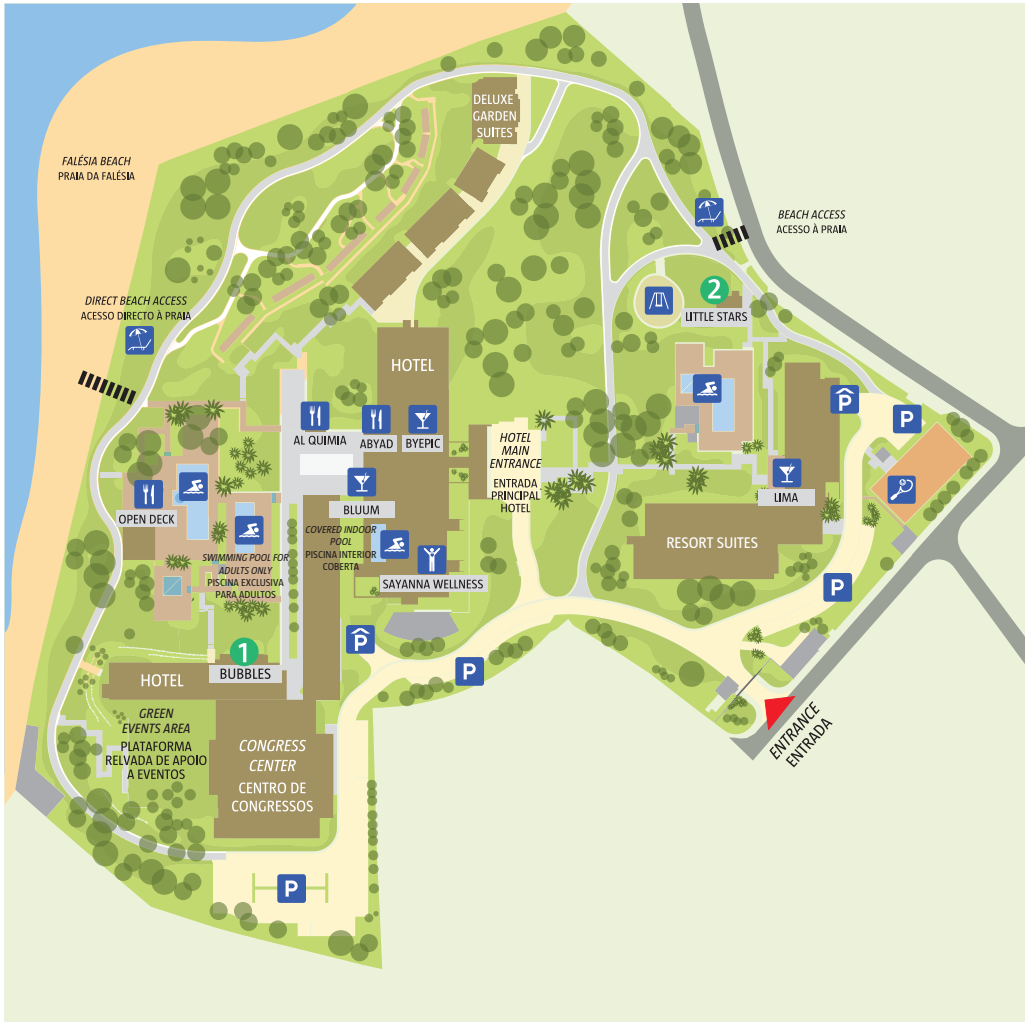 DELUXE
GARDEN
SUITES
FALÉSIA BEACH
PRAIA DA FALÉSIA
BEACH ACCESS
ACESSO À PRAIA
2
LITTLE STARS
DIRECT BEACH ACCESS
ACESSO DIRECTO À PRAIA
HOTEL
P
P
AL QUIMIA
ABYAD
BYEPIC
HOTEL
MAIN
ENTRANCE
ENTRADA
PRINCIPAL
HOTEL
LIMA
OPEN DECK
BLUUM
COVERED INDOOR
POOL
PISCINA INTERIOR
COBERTA
RESORT SUITES
SWIMMING POOL FOR
ADULTS ONLY
PISCINA EXCLUSIVA
PARA ADULTOS
SAYANNA WELLNESS
P
1
BUBBLES
P
P
HOTEL
ENTRANCE
ENTRADA
GREEN
EVENTS AREA
PLATAFORMA
RELVADA DE APOIO
A EVENTOS
CONGRESS
CENTER
CENTRO DE
CONGRESSOS
P